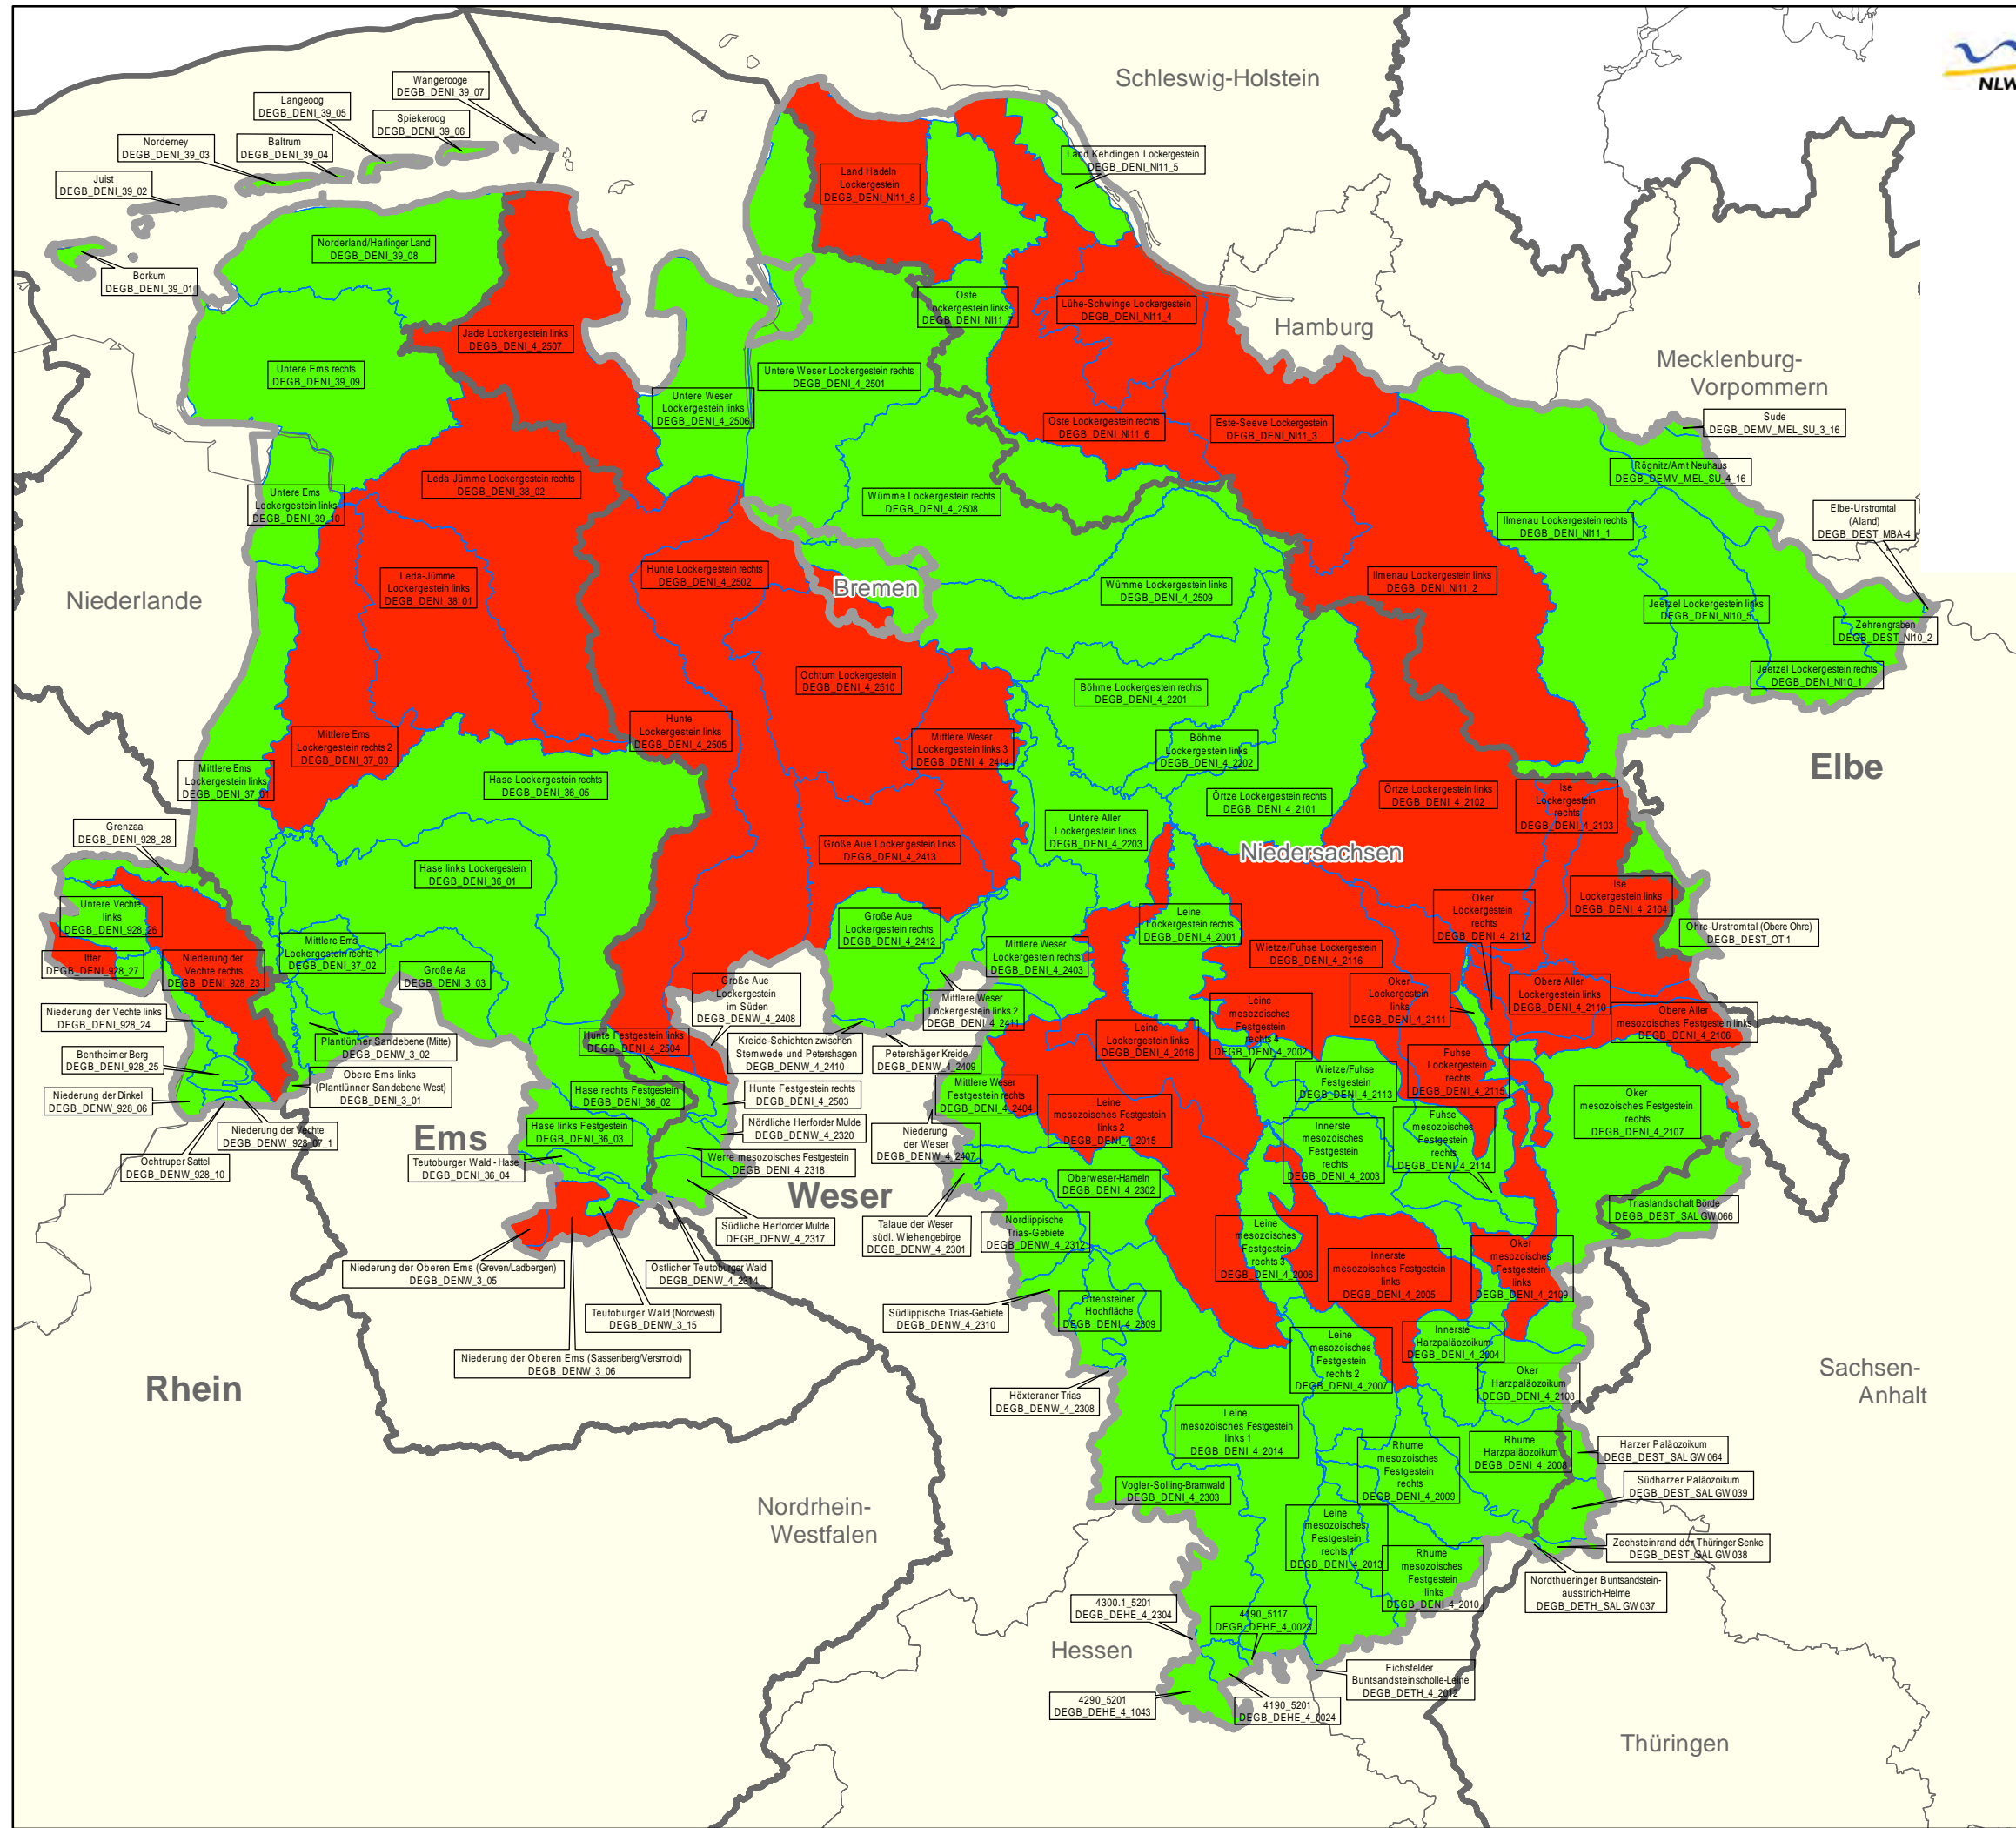 NLW
Schleswig-Holstein
Wangerooge
DEGB_DENI_39_07
Langeoog
DEGB_DENI_39_05
Spiekeroog
DEGB_DENI_39_06
Norderney
DEGB_DENI_39_03
Baltrum
DEGB_DENI_39_04
Juist
DEGB_DENI_39_02
Borkum
DEGB_DENI_39_01
Land Kehdingen Lockergestein
DEGB_DENI_NI11_5
Land Hadeln
Lockergestein
DEGB_DENI_NI11_8
Norderland/Harlinger Land
DEGB_DENI_39_08
Oste
Lockergestein links
DEGB_DENI_NI11_7
Lühe-Schwinge Lockergestein
DEGB_DENI_NI11_4
Hamburg
Jade Lockergestein links
DEGB_DENI_4_2507
Mecklenburg-
Vorpommern
Untere Ems rechts
DEGB_DENI_39_09
Untere Weser Lockergestein rechts
DEGB_DENI_4_2501
Untere Weser
Lockergestein links
DEGB_DENI_4_2506
Oste Lockergestein rechts
DEGB_DENI_NI11_6
Este-Seeve Lockergestein
DEGB_DENI_NI11_3
Sude
DEGB_DEMV_MEL_SU_3_16
Rögnitz/Amt Neuhaus
DEGB_DEMV_MEL_SU_4_16
Leda-Jümme Lockergestein rechts
DEGB_DENI_38_02
Untere Ems
Lockergestein links
DEGB_DENI_39_10
Wümme Lockergestein rechts
DEGB_DENI_4_2508
Elbe-Urstromtal
(Aland)
DEGB_DEST_MBA-4
Ilmenau Lockergestein rechts
DEGB_DENI_NI11_1
Niederlande
Leda-Jümme
Lockergestein links
DEGB_DENI_38_01
Hunte Lockergestein rechts
DEGB_DENI_4_2502
Bremen
Wümme Lockergestein links
DEGB_DENI_4_2509
Ilmenau Lockergestein links
DEGB_DENI_NI11_2
Jeetzel Lockergestein links
DEGB_DENI_NI10_5
Zehrengraben
DEGB_DEST_NI10_2
Jeetzel Lockergestein rechts
DEGB_DENI_NI10_1
Ochtum Lockergestein
DEGB_DENI_4_2510
Böhme Lockergestein rechts
DEGB_DENI_4_2201
Mittlere Ems
Lockergestein rechts 2
DEGB_DENI_37_03
Hunte
Lockergestein links
DEGB_DENI_4_2505
Mittlere Weser
Lockergestein links 3
DEGB_DENI_4_2414
Böhme
Lockergestein links
DEGB_DENI_4_2202
Elbe
Mittlere Ems
Lockergestein links
DEGB_DENI_37_01
Hase Lockergestein rechts
DEGB_DENI_36_05
Örtze Lockergestein rechts
DEGB_DENI_4_2101
Örtze Lockergestein links
DEGB_DENI_4_2102
Ise
Lockergestein
rechts
DEGB_DENI_4_2103
Grenzaa
DEGB_DENI_928_28
Untere Aller
Lockergestein links
DEGB_DENI_4_2203
Große Aue Lockergestein links
DEGB_DENI_4_2413
Niedersachsen
Hase links Lockergestein
DEGB_DENI_36_01
Untere Vechte
links
DEGB_DENI_928_26
Ise
Lockergestein links
DEGB_DENI_4_2104
Oker
Lockergestein
rechts
DEGB_DENI_4_2112
Große Aue
Lockergestein rechts
DEGB_DENI_4_2412
Leine
Lockergestein rechts
DEGB_DENI_4_2001
Ohre-Urstromtal (Obere Ohre)
DEGB_DEST_OT 1
Itter
DEGB_DENI_928_27
Niederung der
Vechte rechts
DEGB_DENI_928_23
Mittlere Ems
Lockergestein rechts 1
DEGB_DENI_37_02
Große Aa
DEGB_DENI_3_03
Mittlere Weser
Lockergestein rechts
DEGB_DENI_4_2403
Wietze/Fuhse Lockergestein
DEGB_DENI_4_2116
Große Aue
Lockergestein
im Süden
DEGB_DENW_4_2408
Oker
Lockergestein
links
DEGB_DENI_4_2111
Obere Aller
Lockergestein links
DEGB_DENI_4_2110
Mittlere Weser
Lockergestein links 2
DEGB_DENI_4_2411
Leine
mesozoisches
Festgestein
rechts 4
DEGB_DENI_4_2002
Obere Aller
mesozoisches Festgestein links
DEGB_DENI_4_2106
Niederung der Vechte links
DEGB_DENI_928_24
Plantlünner Sandebene (Mitte)
DEGB_DENW_3_02
Hunte Festgestein links
DEGB_DENI_4_2504
Kreide-Schichten zwischen
Stemwede und Petershagen
DEGB_DENW_4_2410
Petershäger Kreide
DEGB_DENW_4_2409
Leine
Lockergestein links
DEGB_DENI_4_2016
Bentheimer Berg
DEGB_DENI_928_25
Obere Ems links
(Plantlünner Sandebene West)
DEGB_DENI_3_01
Wietze/Fuhse
Festgestein
DEGB_DENI_4_2113
Fuhse
Lockergestein
rechts
DEGB_DENI_4_2115
Niederung der Dinkel
DEGB_DENW_928_06
Hase rechts Festgestein
DEGB_DENI_36_02
Hunte Festgestein rechts
DEGB_DENI_4_2503
Mittlere Weser
Festgestein rechts
DEGB_DENI_4_2404
Leine
mesozoisches Festgestein
links 2
DEGB_DENI_4_2015
Oker
mesozoisches Festgestein
rechts
DEGB_DENI_4_2107
Niederung der Vechte
DEGB_DENW_928_07_1
Ems
Hase links Festgestein
DEGB_DENI_36_03
Nördliche Herforder Mulde
DEGB_DENW_4_2320
Niederung
der Weser
DEGB_DENW_4_2407
Innerste
mesozoisches
Festgestein
rechts
DEGB_DENI_4_2003
Fuhse
mesozoisches
Festgestein
rechts
DEGB_DENI_4_2114
Ochtruper Sattel
DEGB_DENW_928_10
Teutoburger Wald - Hase
DEGB_DENI_36_04
Werre mesozoisches Festgestein
DEGB_DENI_4_2318
Weser
Oberweser-Hameln
DEGB_DENI_4_2302
Triaslandschaft Börde
DEGB_DEST_SAL GW 066
Südliche Herforder Mulde
DEGB_DENW_4_2317
Talaue der Weser
südl. Wiehengebirge
DEGB_DENW_4_2301
Nordlippische
Trias-Gebiete
DEGB_DENW_4_2312
Leine
mesozoisches
Festgestein
rechts 3
DEGB_DENI_4_2006
Innerste
mesozoisches Festgestein
links
DEGB_DENI_4_2005
Oker
mesozoisches
Festgestein
links
DEGB_DENI_4_2109
Niederung der Oberen Ems (Greven/Ladbergen)
DEGB_DENW_3_05
Östlicher Teutoburger Wald
DEGB_DENW_4_2314
Teutoburger Wald (Nordwest)
DEGB_DENW_3_15
Südlippische Trias-Gebiete
DEGB_DENW_4_2310
Ottensteiner
Hochfläche
DEGB_DENI_4_2309
Niederung der Oberen Ems (Sassenberg/Versmold)
DEGB_DENW_3_06
Leine
mesozoisches
Festgestein
rechts 2
DEGB_DENI_4_2007
Innerste
Harzpaläozoikum
DEGB_DENI_4_2004
Oker
Harzpaläozoikum
DEGB_DENI_4_2108
Rhein
Sachsen-
Anhalt
Höxteraner Trias
DEGB_DENW_4_2308
Leine
mesozoisches Festgestein
links 1
DEGB_DENI_4_2014
Rhume
mesozoisches
Festgestein
rechts
DEGB_DENI_4_2009
Rhume
Harzpaläozoikum
DEGB_DENI_4_2008
Harzer Paläozoikum
DEGB_DEST_SAL GW 064
Südharzer Paläozoikum
DEGB_DEST_SAL GW 039
Vogler-Solling-Bramwald
DEGB_DENI_4_2303
Nordrhein-
Westfalen
Leine
mesozoisches
Festgestein
rechts 1
DEGB_DENI_4_2013
Zechsteinrand der Thüringer Senke
DEGB_DEST_SAL GW 038
Rhume
mesozoisches
Festgestein
links
DEGB_DENI_4_2010
Nordthueringer Buntsandstein-
ausstrich-Helme
DEGB_DETH_SAL GW 037
4300.1_5201
DEGB_DEHE_4_2304
4190_5117
DEGB_DEHE_4_0023
Hessen
Eichsfelder
Buntsandsteinscholle-Leine
DEGB_DETH_4_2012
4290_5201
DEGB_DEHE_4_1043
4190_5201
DEGB_DEHE_4_0024
Thüringen